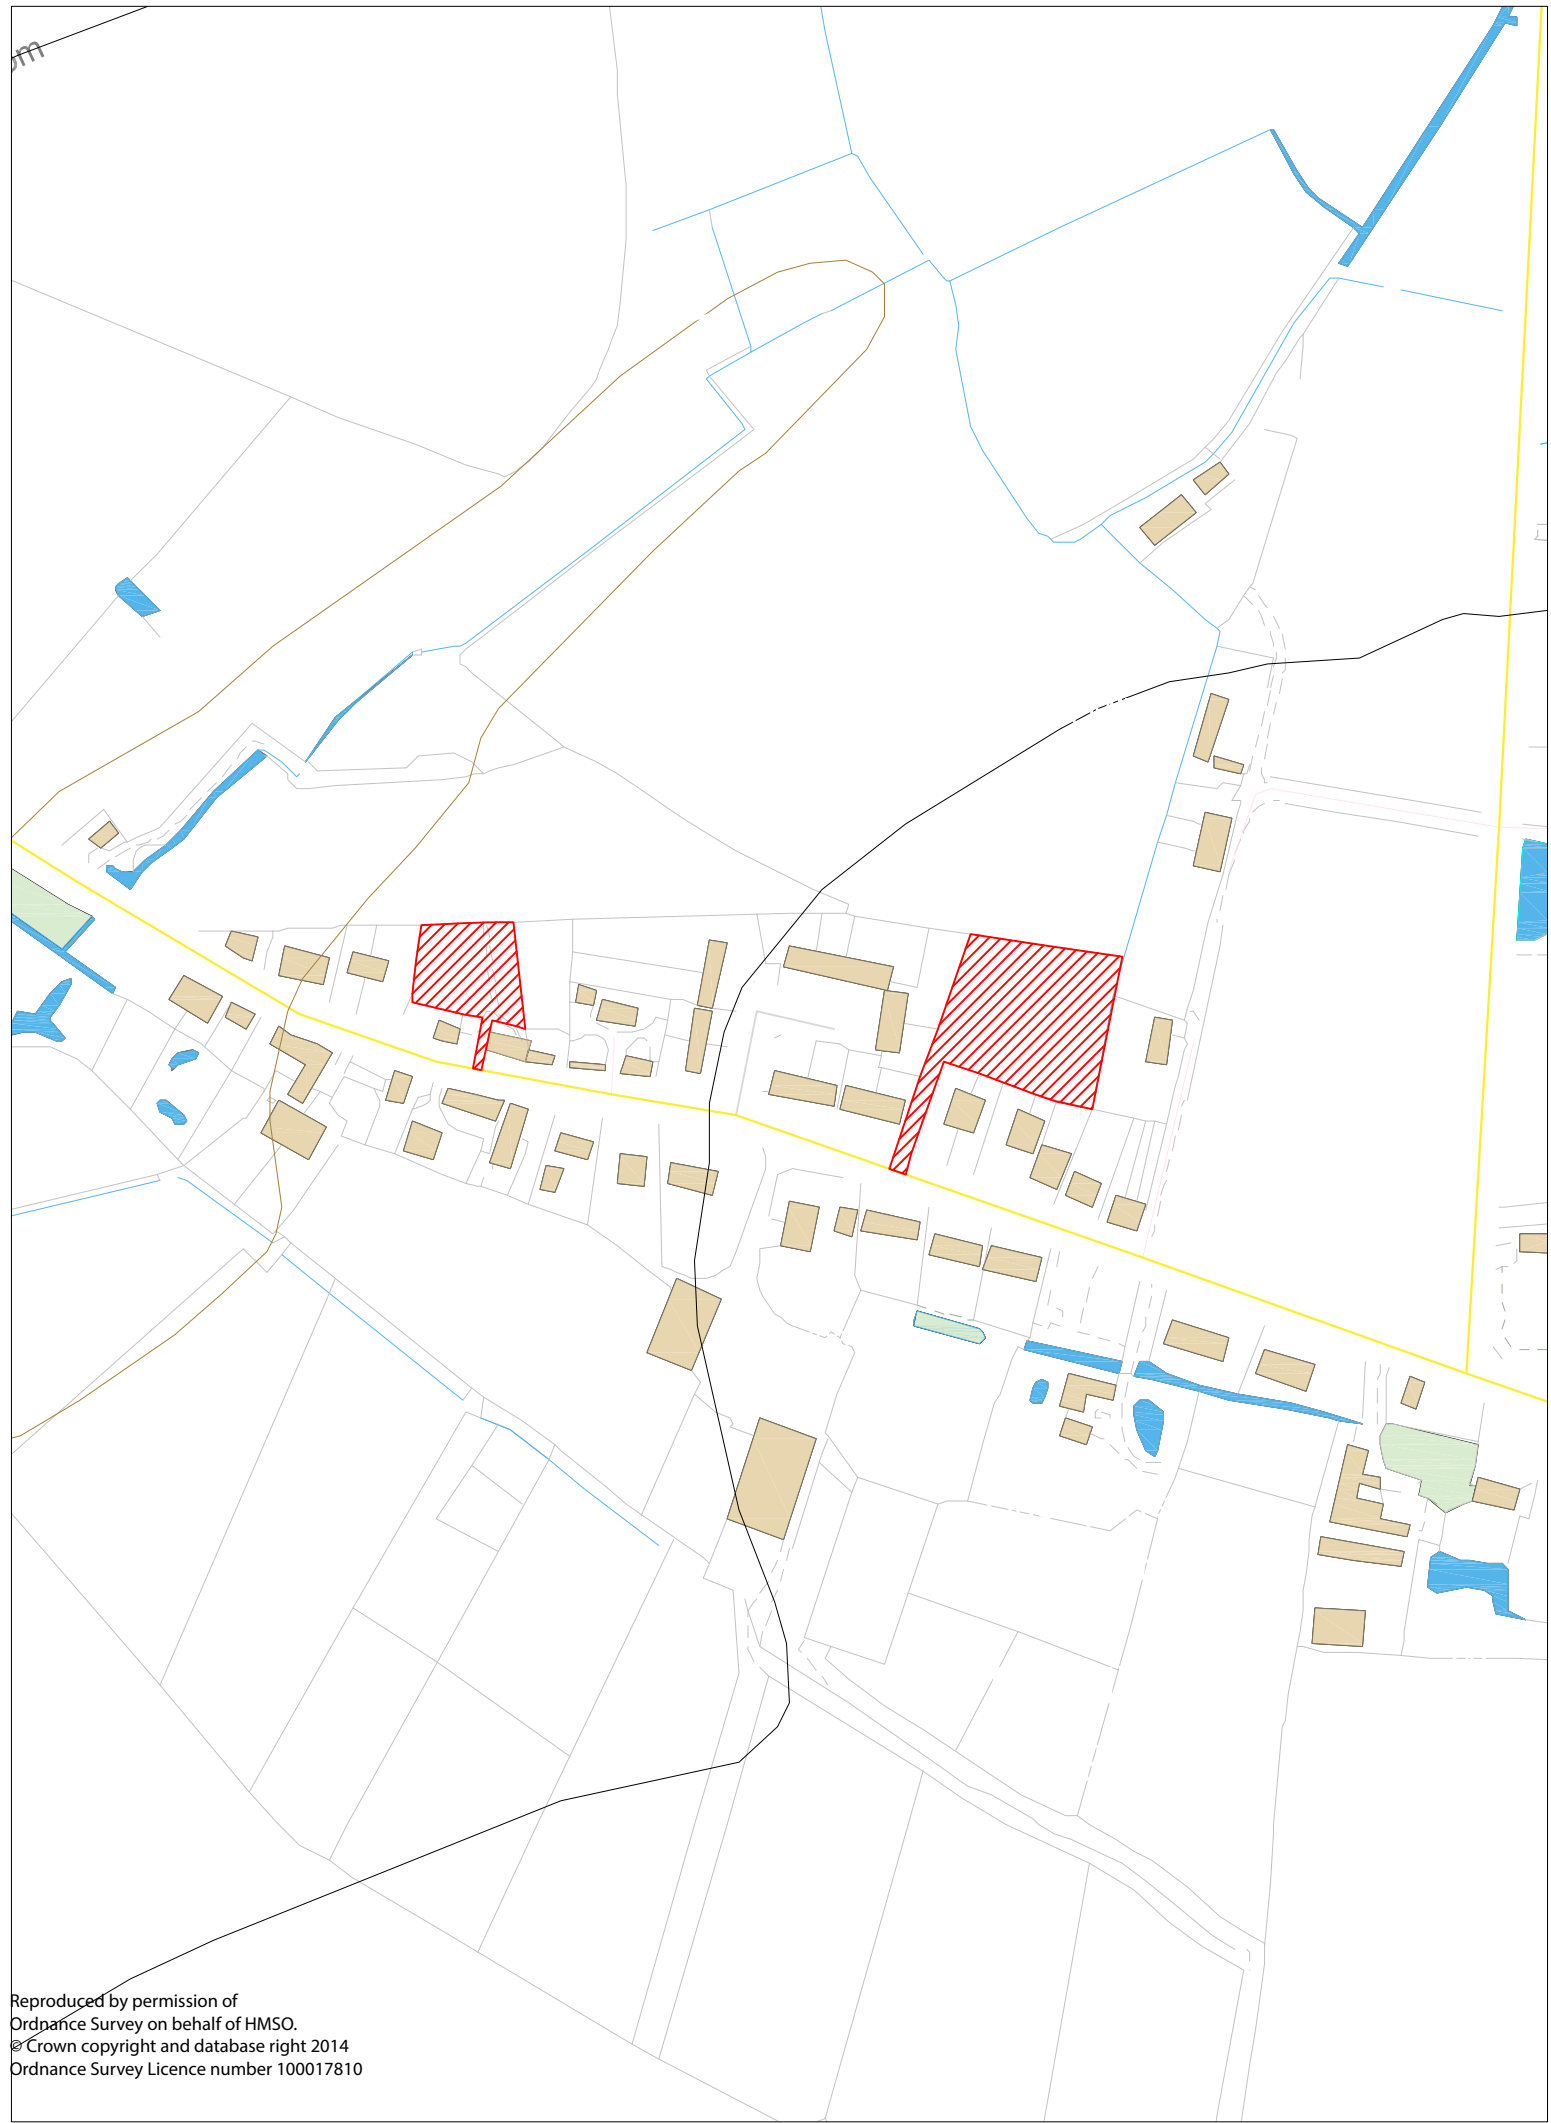 Reproduced by permission of
Ordnance Survey on behalf of HMSO.
© Crown copyright and database right 2014
Ordnance Survey Licence number 100017810